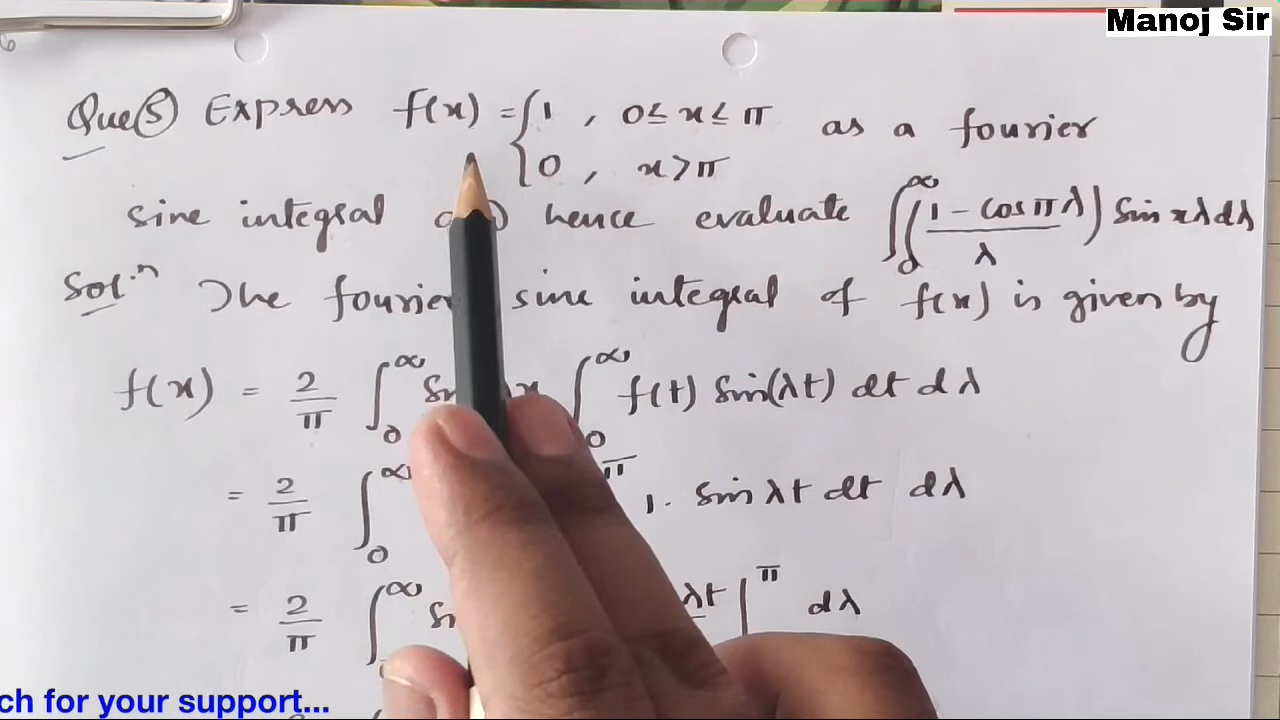 Manoj Sir
Que(5) Express f(x) = { 1 , 0 ≤ x ≤ π as a fourier
0 , x > π
sine integral hence evaluate ∫₀^∞ ((1 - cos πλ)/λ) sin xλ dλ
Sol.ⁿ The fourier sine integral of f(x) is given by
f(x) = 2/π ∫₀^∞ x ∫₀^∞ f(t) sin(λt) dt dλ
= 2/π ∫₀^∞ π 1. sin λt dt dλ
= 2/π ∫^∞ λt |^π dλ
ch for your support...